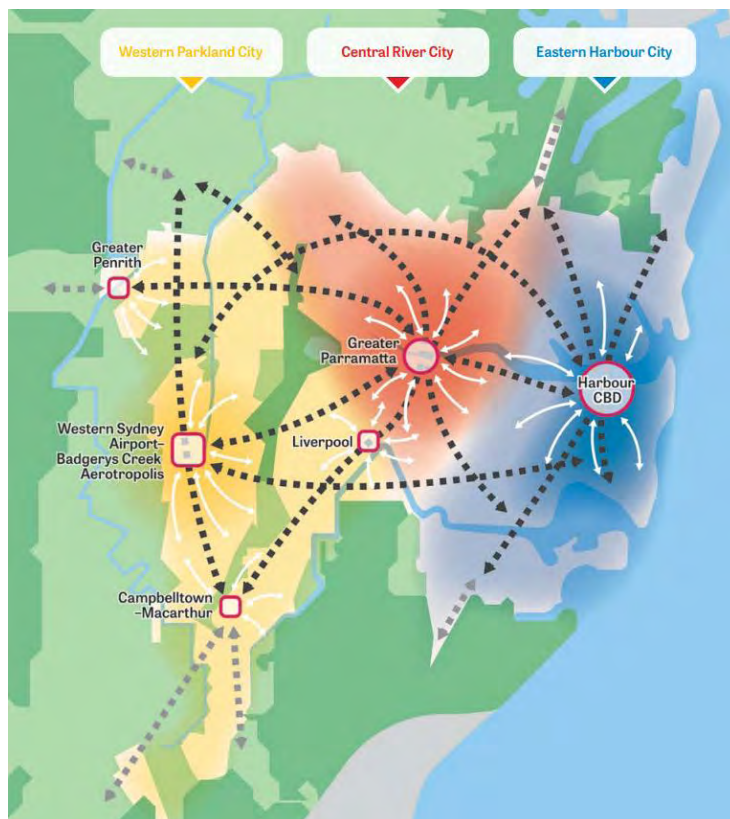 Western Parkland City
Central River City
Eastern Harbour City
Greater
Penrith
Greater
Parramatta
Harbour
CBD
Western Sydney
Airport–
Badgerys Creek
Aerotropolis
Liverpool
Campbelltown
–Macarthur